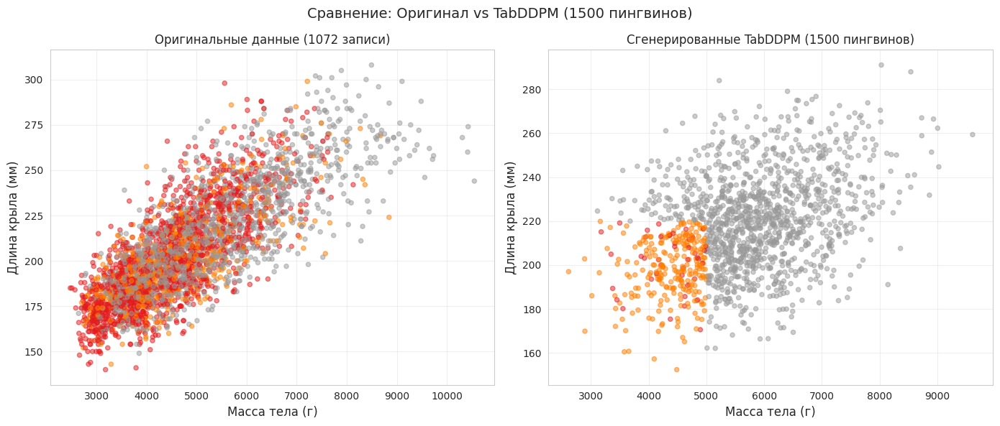 Сравнение: Оригинал vs TabDDPM (1500 пингвинов)
Оригинальные данные (1072 записи)
300
275
250
225
200
175
150
Длина крыла (мм)
3000 4000 5000 6000 7000 8000 9000 10000
Масса тела (г)
Сгенерированные TabDDPM (1500 пингвинов)
280
260
240
220
200
180
160
Длина крыла (мм)
3000 4000 5000 6000 7000 8000 9000
Масса тела (г)